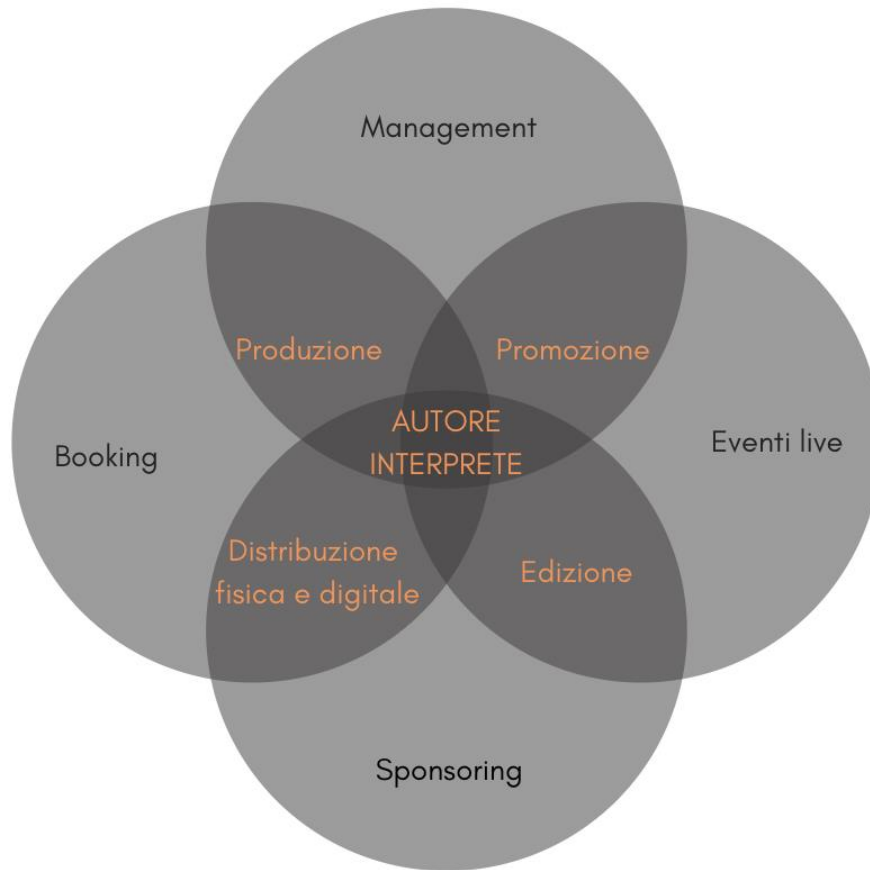 Management
Produzione
Promozione
AUTORE
INTERPRETE
Booking
Eventi live
Distribuzione
fisica e digitale
Edizione
Sponsoring